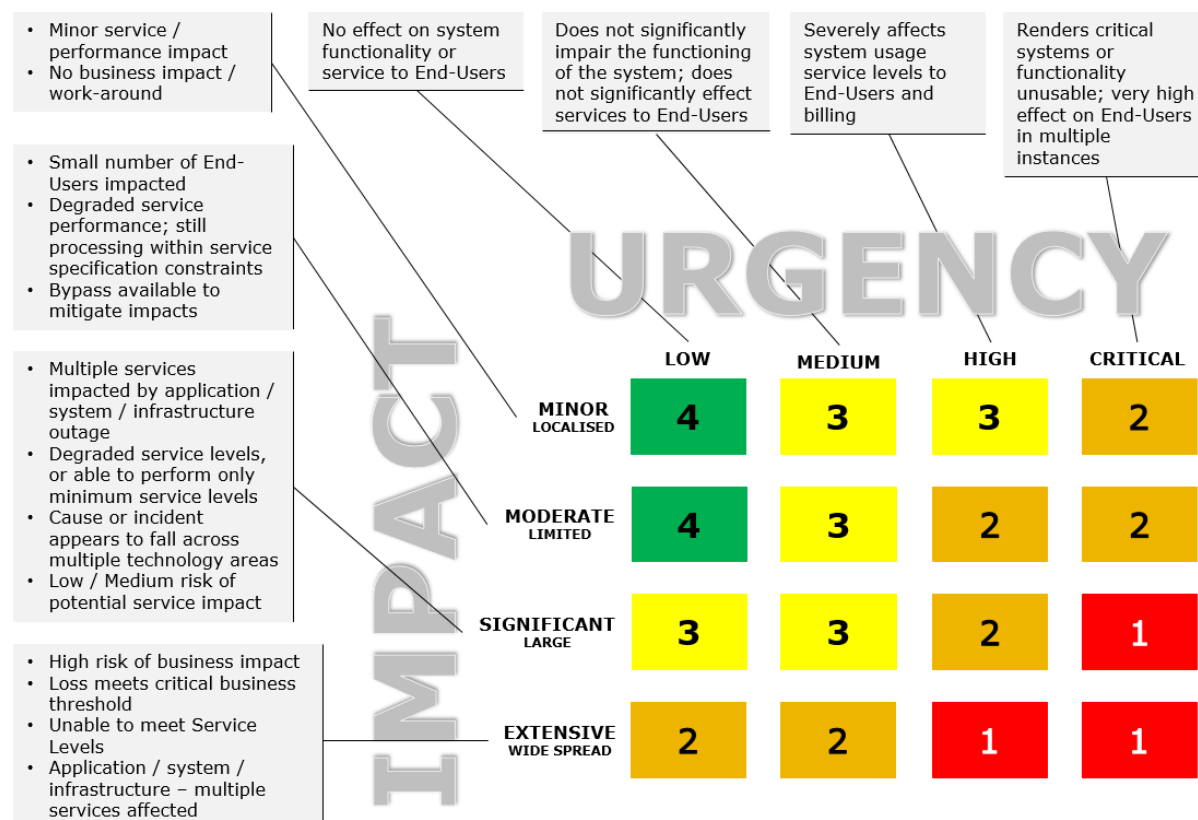 • Minor service /
performance impact
• No business impact /
work-around
No effect on system
functionality or
service to End-Users
Does not significantly
impair the functioning
of the system; does
not significantly effect
services to End-Users
Severely affects
system usage
service levels to
End-Users and
billing
Renders critical
systems or
functionality
unusable; very high
effect on End-Users
in multiple
instances
• Small number of End-
Users impacted
• Degraded service
performance; still
processing within service
specification constraints
• Bypass available to
mitigate impacts
• Multiple services
impacted by application /
system / infrastructure
outage
• Degraded service levels,
or able to perform only
minimum service levels
• Cause or incident
appears to fall across
multiple technology areas
• Low / Medium risk of
potential service impact
• High risk of business impact
• Loss meets critical business
threshold
• Unable to meet Service
Levels
• Application / system /
infrastructure – multiple
services affected
URGENCY
IMPACT
LOW MEDIUM HIGH CRITICAL
MINOR
LOCALISED
4 3 3 2
MODERATE
LIMITED
4 3 2 2
SIGNIFICANT
LARGE
3 3 2 1
EXTENSIVE
WIDE SPREAD
2 2 1 1